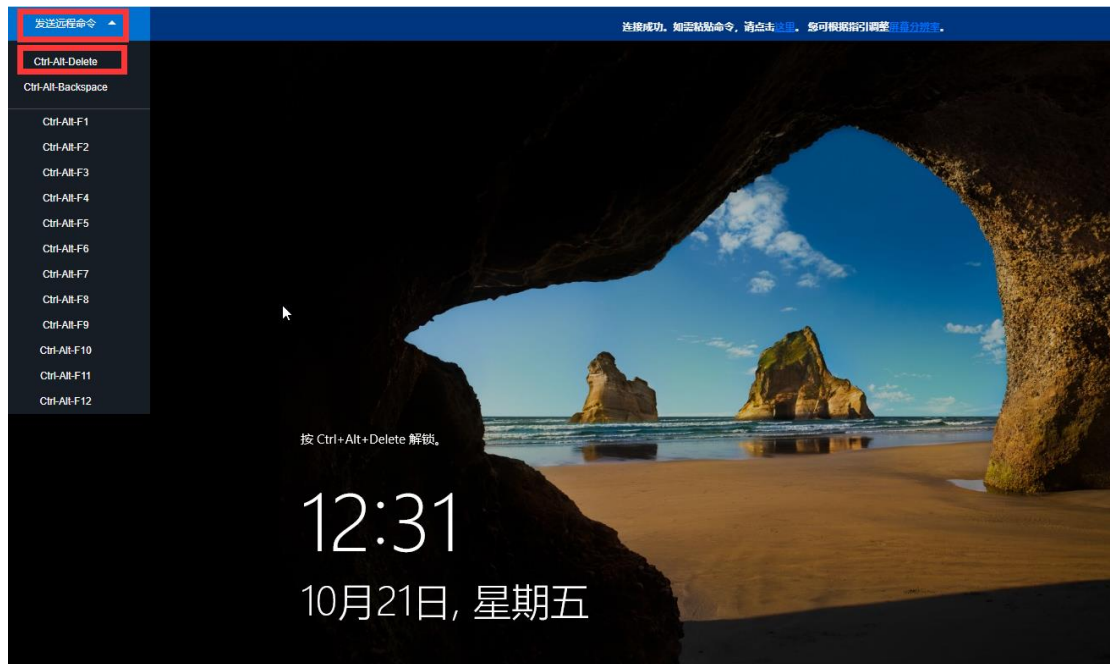 发送远程命令
连接成功。如需粘贴命令，请点击这里。 您可根据指引调整屏幕分辨率。
Ctrl-Alt-Delete
Ctrl-Alt-Backspace
Ctrl-Alt-F1
Ctrl-Alt-F2
Ctrl-Alt-F3
Ctrl-Alt-F4
Ctrl-Alt-F5
Ctrl-Alt-F6
Ctrl-Alt-F7
Ctrl-Alt-F8
Ctrl-Alt-F9
Ctrl-Alt-F10
Ctrl-Alt-F11
Ctrl-Alt-F12
按 Ctrl+Alt+Delete 解锁。
12:31
10月21日, 星期五